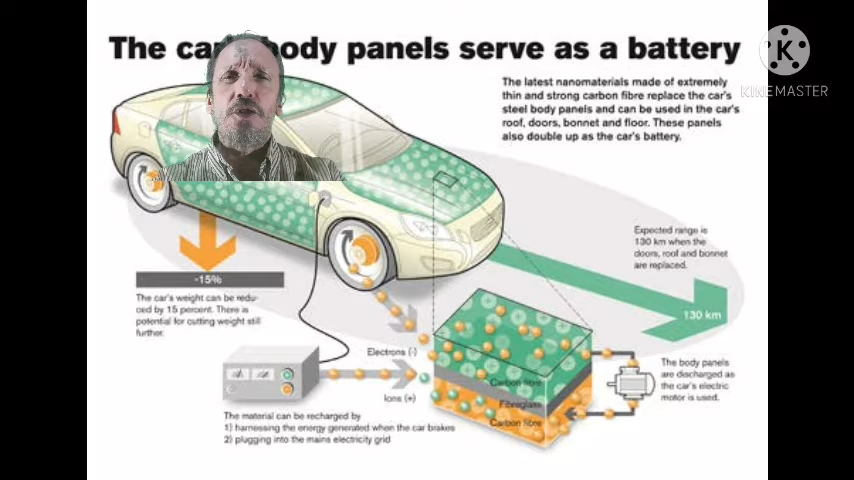 The car body panels serve as a battery
K
KINEMASTER
The latest nanomaterials made of extremely
thin and strong carbon fibre replace the car's
steel body panels and can be used in the car's
roof, doors, bonnet and floor. These panels
also double up as the car's battery.
Expected range is
130 km when the
doors, roof and bonnet
are replaced.
130 km
-15%
The car's weight can be redu-
ced by 15 percent. There is
potential for cutting weight still
further.
Electrons (-)
Ions (+)
Carbon fibre
Fibreglass
Carbon fibre
The body panels
are discharged as
the car's electric
motor is used.
The material can be recharged by
1) harnessing the energy generated when the car brakes
2) plugging into the mains electricity grid